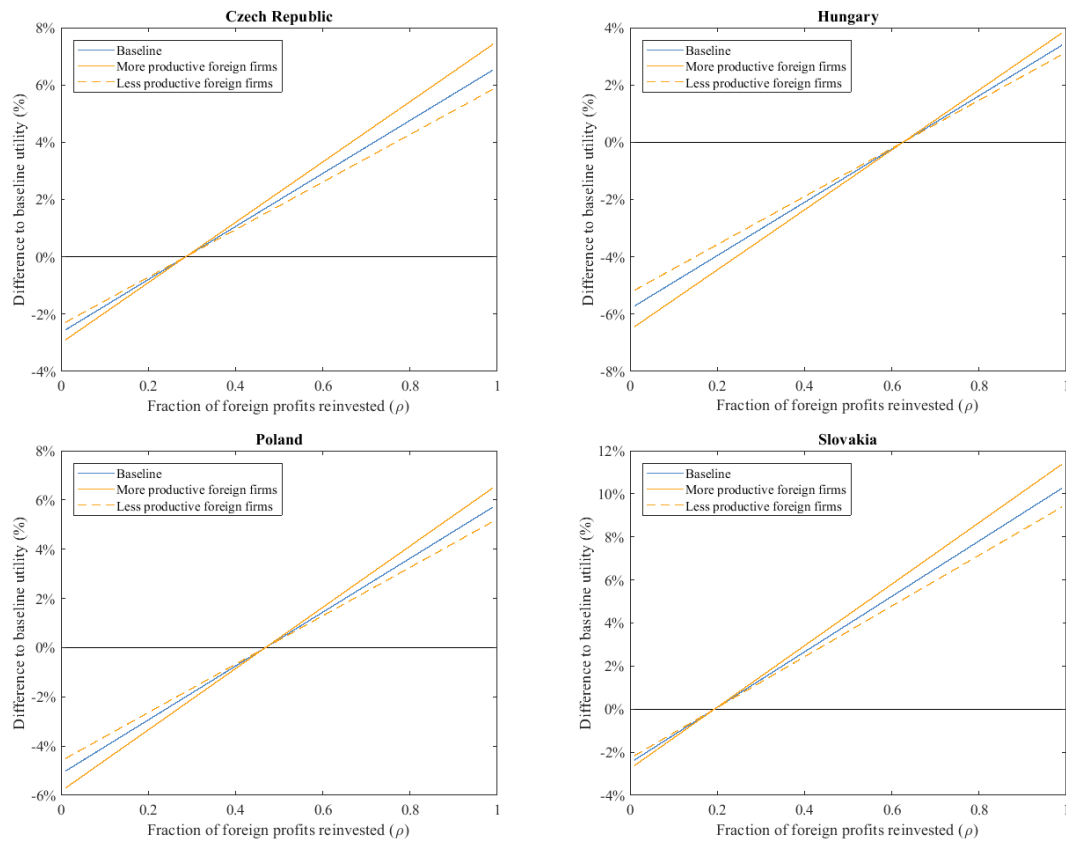 Czech Republic
8%
6%
4%
2%
0%
-2%
-4%
Difference to baseline utility (%)
Baseline
More productive foreign firms
Less productive foreign firms
0
0.2
0.4
0.6
0.8
1
Fraction of foreign profits reinvested (ρ)
Hungary
4%
2%
0%
-2%
-4%
-6%
-8%
Difference to baseline utility (%)
Baseline
More productive foreign firms
Less productive foreign firms
0
0.2
0.4
0.6
0.8
1
Fraction of foreign profits reinvested (ρ)
Poland
8%
6%
4%
2%
0%
-2%
-4%
-6%
Difference to baseline utility (%)
Baseline
More productive foreign firms
Less productive foreign firms
0
0.2
0.4
0.6
0.8
1
Fraction of foreign profits reinvested (ρ)
Slovakia
12%
10%
8%
6%
4%
2%
0%
-2%
-4%
Difference to baseline utility (%)
Baseline
More productive foreign firms
Less productive foreign firms
0
0.2
0.4
0.6
0.8
1
Fraction of foreign profits reinvested (ρ)